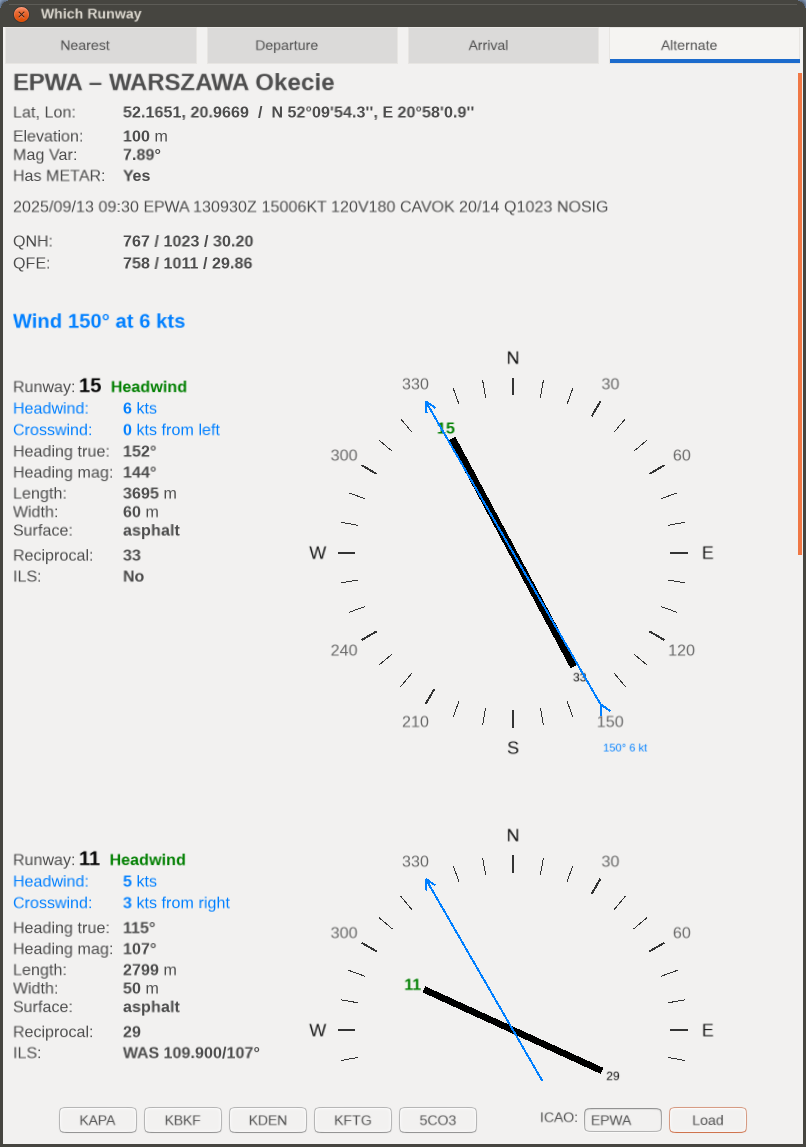 Which Runway
Nearest Departure Arrival Alternate
EPWA – WARSZAWA Okecie
Lat, Lon: 52.1651, 20.9669 / N 52°09'54.3'', E 20°58'0.9''
Elevation: 100 m
Mag Var: 7.89°
Has METAR: Yes
2025/09/13 09:30 EPWA 130930Z 15006KT 120V180 CAVOK 20/14 Q1023 NOSIG
QNH: 767 / 1023 / 30.20
QFE: 758 / 1011 / 29.86
Wind 150° at 6 kts
Runway: 15 Headwind
Headwind: 6 kts
Crosswind: 0 kts from left
Heading true: 152°
Heading mag: 144°
Length: 3695 m
Width: 60 m
Surface: asphalt
Reciprocal: 33
ILS: No
N
330 30
15
300 60
W E
240 120
33
210 150
S
150° 6 kt
Runway: 11 Headwind
Headwind: 5 kts
Crosswind: 3 kts from right
Heading true: 115°
Heading mag: 107°
Length: 2799 m
Width: 50 m
Surface: asphalt
Reciprocal: 29
ILS: WAS 109.900/107°
N
330 30
300 60
11
W E
29
KAPA KBKF KDEN KFTG 5CO3 ICAO: EPWA Load